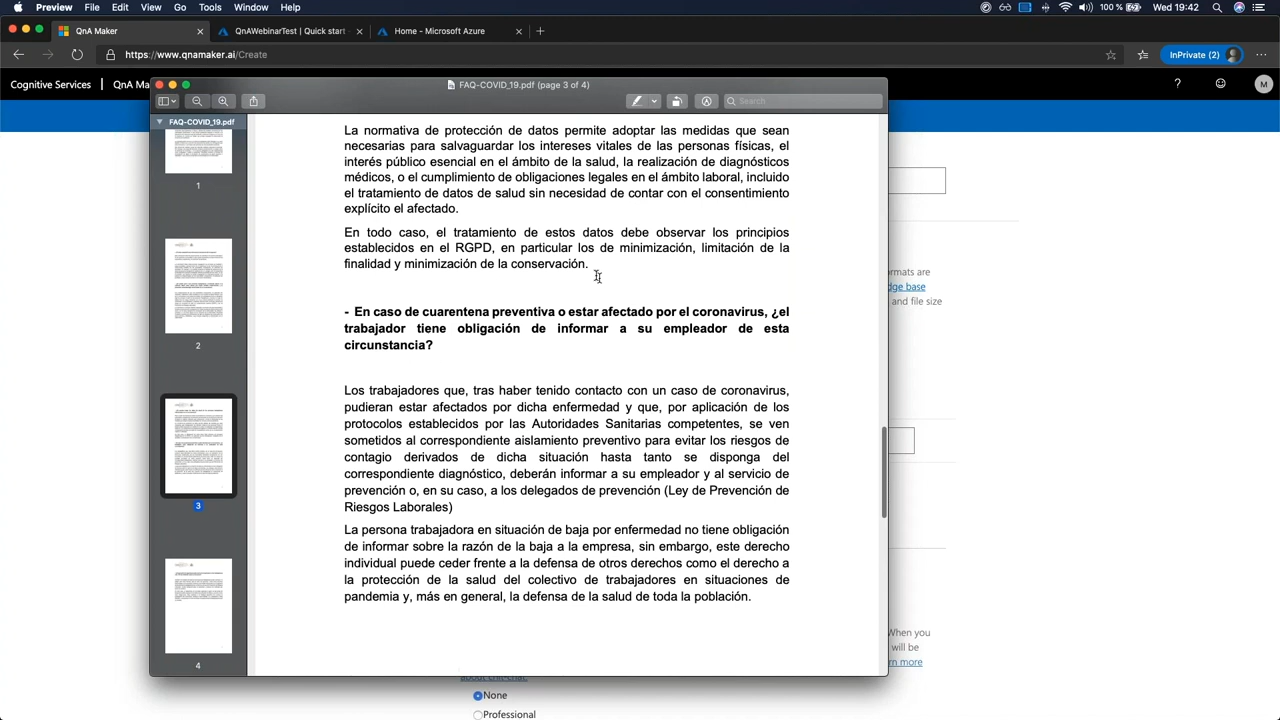 Preview File Edit View Go Tools Window Help
100 % Wed 19:42
QnA Maker
QnAWebinarTest | Quick start -
Home - Microsoft Azure
https://www.qnamaker.ai/Create
InPrivate (2)
Cognitive Services | QnA Ma
? M
FAQ-COVID_19.pdf (page 3 of 4)
Search
FAQ-COVID_19.pdf
1
2
3
4
La normativa de protección de datos permite adoptar las medidas que sean
para salvaguardar los intereses vitales de las personas físicas, el
interés público esencial en el ámbito de la salud, la realización de diagnósticos
médicos, o el cumplimiento de obligaciones legales en el ámbito laboral, incluido
el tratamiento de datos de salud sin necesidad de contar con el consentimiento
explícito el afectado.
En todo caso, el tratamiento de estos datos debe observar los principios
establecidos en el RGPD, en particular los de minimización, limitación de la
y minimización de la conservación.
caso de cuarentena preventiva o estar afectado por el coronavirus, ¿el
trabajador tiene obligación de informar a su empleador de esta
circunstancia?
Los trabajadores que, tras haber tenido contacto con un caso de coronavirus,
pudieran estar afectados por dicha enfermedad y que, por aplicación de los
protocolos establecidos por las Autoridades Sanitarias competentes, se ven
al correspondiente aislamiento preventivo para evitar los riesgos de
contagio derivados de dicha situación hasta tanto se disponga del
correspondiente diagnóstico, deberán informar a su empleador y al servicio de
prevención o, en su caso, a los delegados de prevención (Ley de Prevención de
Riesgos Laborales)
La persona trabajadora en situación de baja por enfermedad no tiene obligación
de informar sobre la razón de la baja a la empresa, sin embargo, este derecho
individual puede ceder frente a la defensa de otros derechos como el derecho a
la protección de la salud del colectivo de trabajadores en situaciones de
pandemia y, más en general, la defensa de la salud de toda la población.
ormats are
dge base
and file size
When you
will be
rn more
about chit-chat.
None
Professional